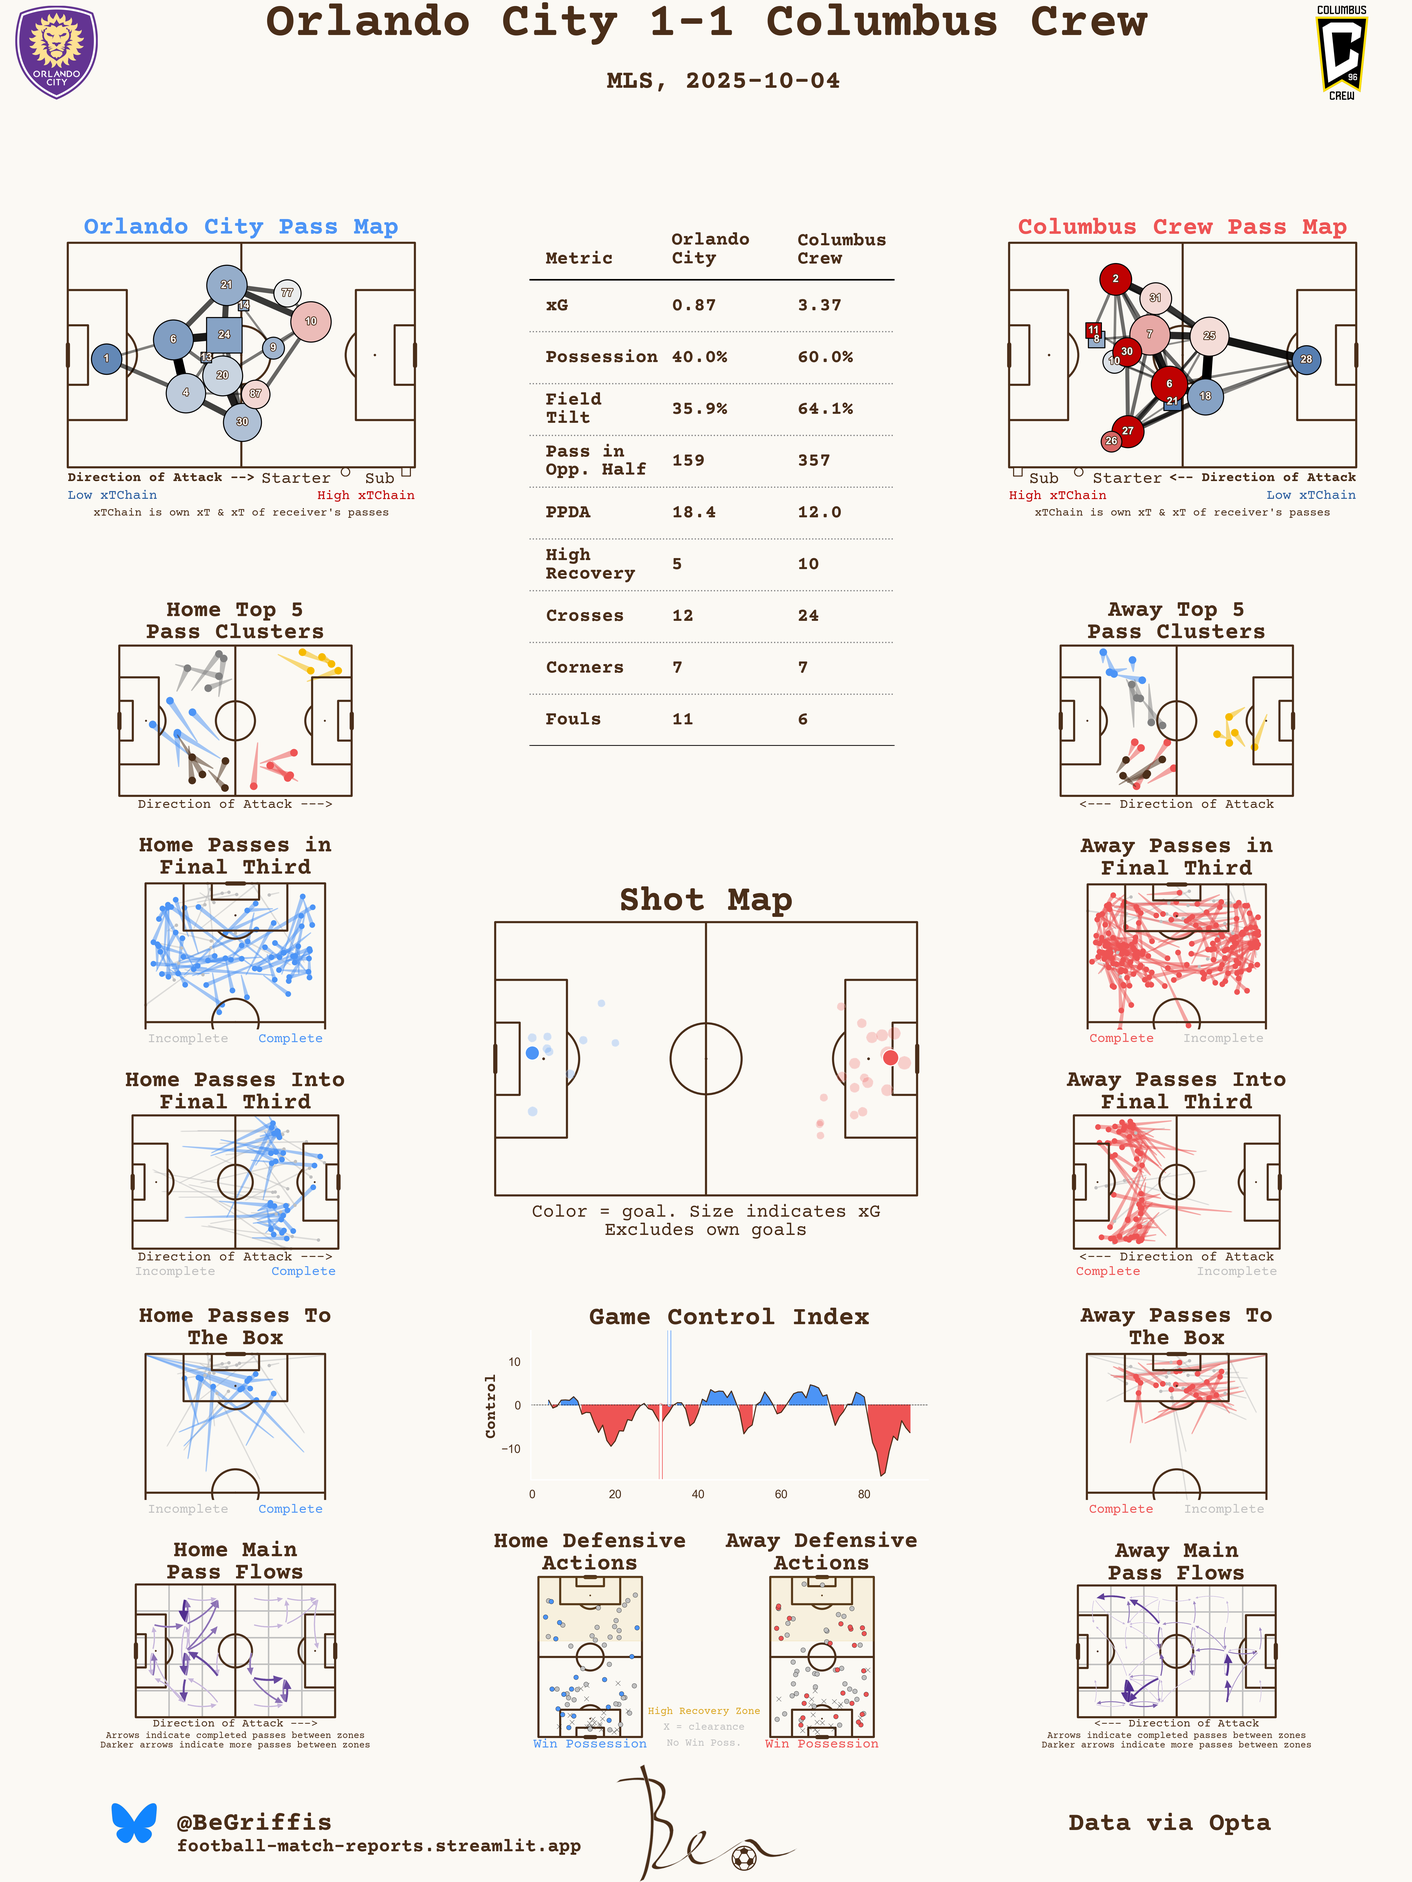 Orlando City 1-1 Columbus Crew
MLS, 2025-10-04
ORLANDO
CITY
COLUMBUS
96
CREW
Orlando City Pass Map
1
6
4
21
24
13
20
30
14
77
10
9
87
Direction of Attack --> Starter Sub
Low xTChain High xTChain
xTChain is own xT & xT of receiver's passes
Metric Orlando City Columbus Crew
xG 0.87 3.37
Possession 40.0% 60.0%
Field Tilt 35.9% 64.1%
Pass in Opp. Half 159 357
PPDA 18.4 12.0
High Recovery 5 10
Crosses 12 24
Corners 7 7
Fouls 11 6
Columbus Crew Pass Map
2
31
11
8
7
25
10
30
28
6
21
18
27
26
Sub Starter <-- Direction of Attack
High xTChain Low xTChain
xTChain is own xT & xT of receiver's passes
Home Top 5
Pass Clusters
Direction of Attack --->
Away Top 5
Pass Clusters
<--- Direction of Attack
Home Passes in
Final Third
Incomplete Complete
Away Passes in
Final Third
Complete Incomplete
Shot Map
Color = goal. Size indicates xG
Excludes own goals
Home Passes Into
Final Third
Direction of Attack --->
Incomplete Complete
Away Passes Into
Final Third
<--- Direction of Attack
Complete Incomplete
Home Passes To
The Box
Incomplete Complete
Game Control Index
Control
10
0
−10
0 20 40 60 80
Away Passes To
The Box
Complete Incomplete
Home Main
Pass Flows
Direction of Attack --->
Arrows indicate completed passes between zones
Darker arrows indicate more passes between zones
Home Defensive
Actions
Win Possession
Away Defensive
Actions
Win Possession
High Recovery Zone
X = clearance
No Win Poss.
Away Main
Pass Flows
<--- Direction of Attack
Arrows indicate completed passes between zones
Darker arrows indicate more passes between zones
@BeGriffis
football-match-reports.streamlit.app
Ben
Data via Opta